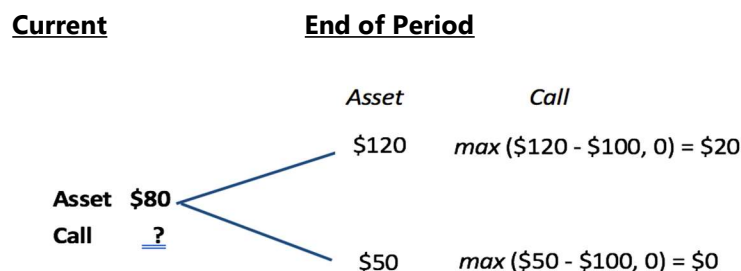 Current End of Period
Asset Call
$120 max ($120 - $100, 0) = $20
Asset $80
Call ?
$50 max ($50 - $100, 0) = $0